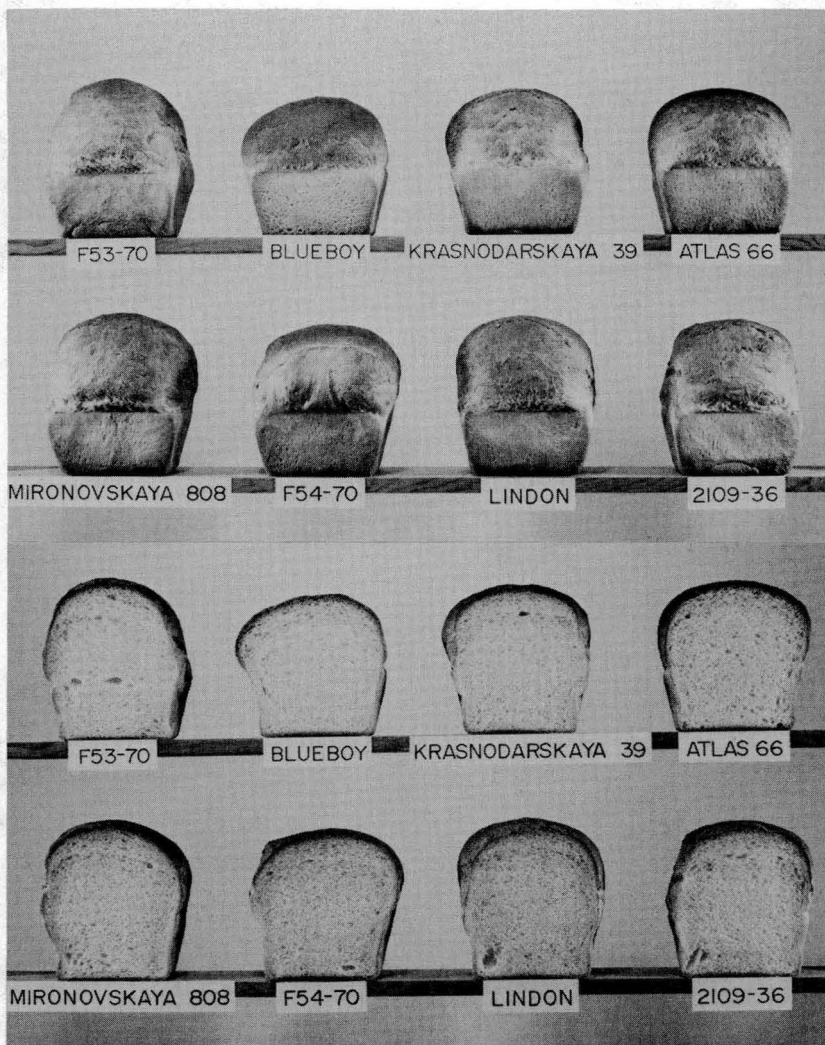 F53-70 BLUEBOY KRASNODARSKAYA 39 ATLAS 66
MIRONOVSKAYA 808 F54-70 LINDON 2109-36
F53-70 BLUEBOY KRASNODARSKAYA 39 ATLAS 66
MIRONOVSKAYA 808 F54-70 LINDON 2109-36